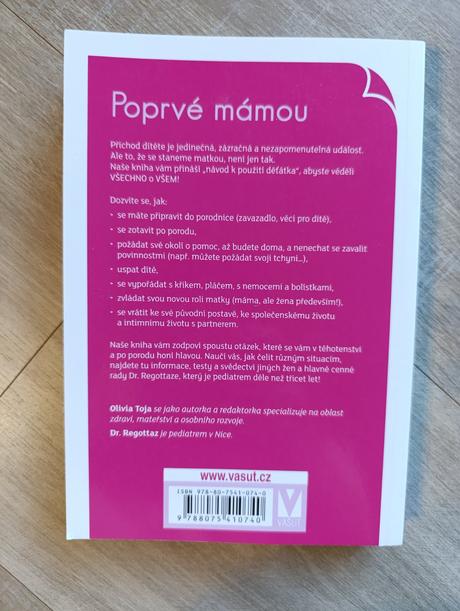 Poprvé mámou
Příchod dítěte je jedinečná, zázračná a nezapomenutelná událost.
Ale to, že se staneme matkou, není jen tak.
Naše kniha vám přináší „návod k použití děťátka“, abyste věděli
VŠECHNO o VŠEM!
Dozvíte se, jak:
- se máte připravit do porodnice (zavazadlo, věci pro dítě),
- se zotavit po porodu,
- požádat své okolí o pomoc, až budete doma, a nenechat se zavalit
povinnostmi (např. můžete požádat svoji tchyni...),
- uspat dítě,
- se vypořádat s křikem, pláčem, s nemocemi a bolístkami,
- zvládat svou novou roli matky (máma, ale žena především!),
- se vrátit ke své původní postavě, ke společenskému životu
a intimnímu životu s partnerem.
Naše kniha vám zodpoví spoustu otázek, které se vám v těhotenství
a po porodu honí hlavou. Naučí vás, jak čelit různým situacím,
najdete tu informace, testy a svědectví jiných žen a hlavně cenné
rady Dr. Regottaze, který je pediatrem déle než třicet let!
Olivia Toja se jako autorka a redaktorka specializuje na oblast
zdraví, mateřství a osobního rozvoje.
Dr. Regottaz je pediatrem v Nice.
www.vasut.cz
ISBN 978-80-7541-074-0
9 788075 410740
VAŠUT